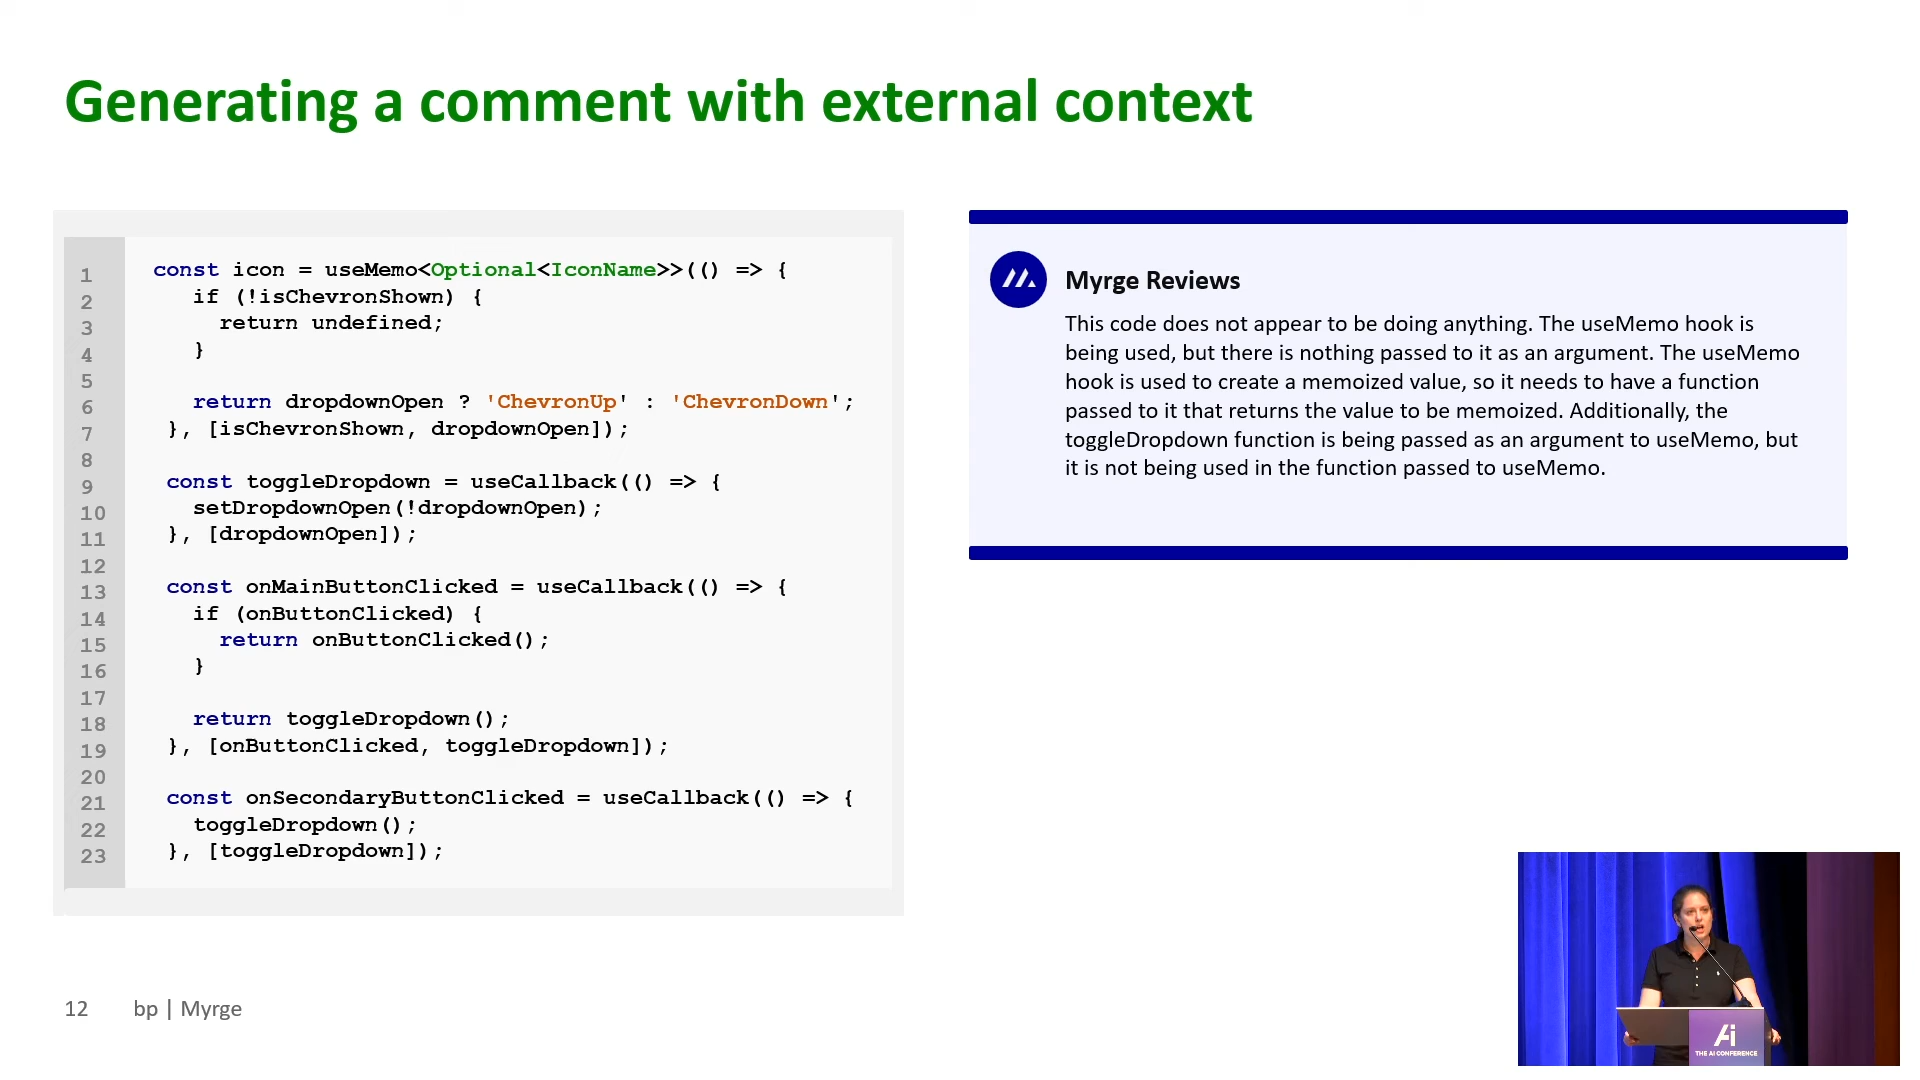 Generating a comment with external context
1 const icon = useMemo<Optional<IconName>>(() => {
2 if (!isChevronShown) {
3 return undefined;
4 }
5
6 return dropdownOpen ? 'ChevronUp' : 'ChevronDown';
7 }, [isChevronShown, dropdownOpen]);
8
9 const toggleDropdown = useCallback(() => {
10 setDropdownOpen(!dropdownOpen);
11 }, [dropdownOpen]);
12
13 const onMainButtonClicked = useCallback(() => {
14 if (onButtonClicked) {
15 return onButtonClicked();
16 }
17
18 return toggleDropdown();
19 }, [onButtonClicked, toggleDropdown]);
20
21 const onSecondaryButtonClicked = useCallback(() => {
22 toggleDropdown();
23 }, [toggleDropdown]);
Myrge Reviews
This code does not appear to be doing anything. The useMemo hook is
being used, but there is nothing passed to it as an argument. The useMemo
hook is used to create a memoized value, so it needs to have a function
passed to it that returns the value to be memoized. Additionally, the
toggleDropdown function is being passed as an argument to useMemo, but
it is not being used in the function passed to useMemo.
12 bp | Myrge
Ai
THE AI CONFERENCE